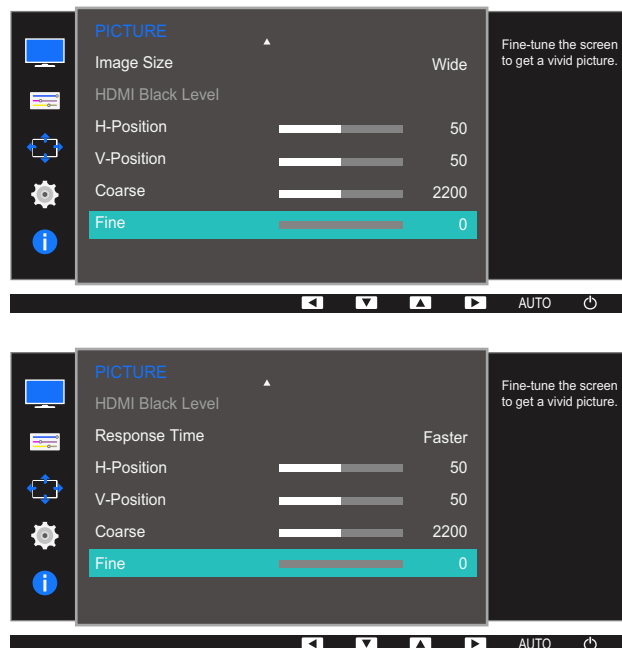 PICTURE
Image Size Wide
HDMI Black Level
H-Position 50
V-Position 50
Coarse 2200
Fine 0
Fine-tune the screen
to get a vivid picture.
AUTO
PICTURE
HDMI Black Level
Response Time Faster
H-Position 50
V-Position 50
Coarse 2200
Fine 0
Fine-tune the screen
to get a vivid picture.
AUTO